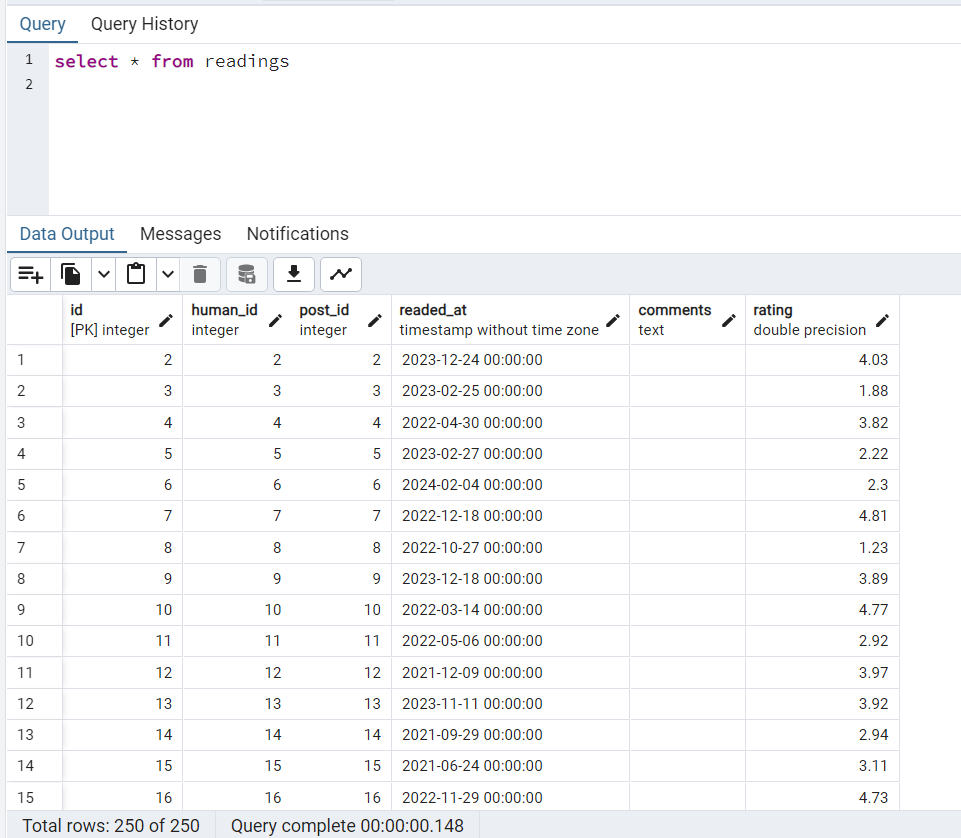 Query Query History
1 select * from readings
2
Data Output Messages Notifications
id human_id post_id readed_at comments rating
[PK] integer integer integer timestamp without time zone text double precision
1 2 2 2 2023-12-24 00:00:00 4.03
2 3 3 3 2023-02-25 00:00:00 1.88
3 4 4 4 2022-04-30 00:00:00 3.82
4 5 5 5 2023-02-27 00:00:00 2.22
5 6 6 6 2024-02-04 00:00:00 2.3
6 7 7 7 2022-12-18 00:00:00 4.81
7 8 8 8 2022-10-27 00:00:00 1.23
8 9 9 9 2023-12-18 00:00:00 3.89
9 10 10 10 2022-03-14 00:00:00 4.77
10 11 11 11 2022-05-06 00:00:00 2.92
11 12 12 12 2021-12-09 00:00:00 3.97
12 13 13 13 2023-11-11 00:00:00 3.92
13 14 14 14 2021-09-29 00:00:00 2.94
14 15 15 15 2021-06-24 00:00:00 3.11
15 16 16 16 2022-11-29 00:00:00 4.73
Total rows: 250 of 250 Query complete 00:00:00.148